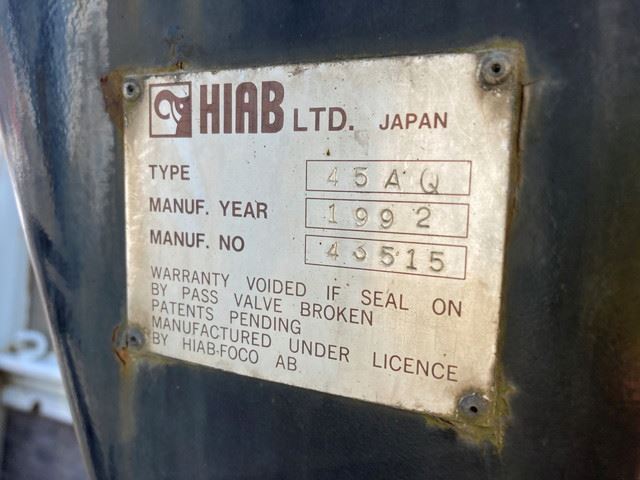 HIAB LTD. JAPAN
TYPE 45AQ
MANUF. YEAR 1992
MANUF. NO 46515
WARRANTY VOIDED IF SEAL ON
BY PASS VALVE BROKEN
PATENTS PENDING
MANUFACTURED UNDER LICENCE
BY HIAB-FOCO AB